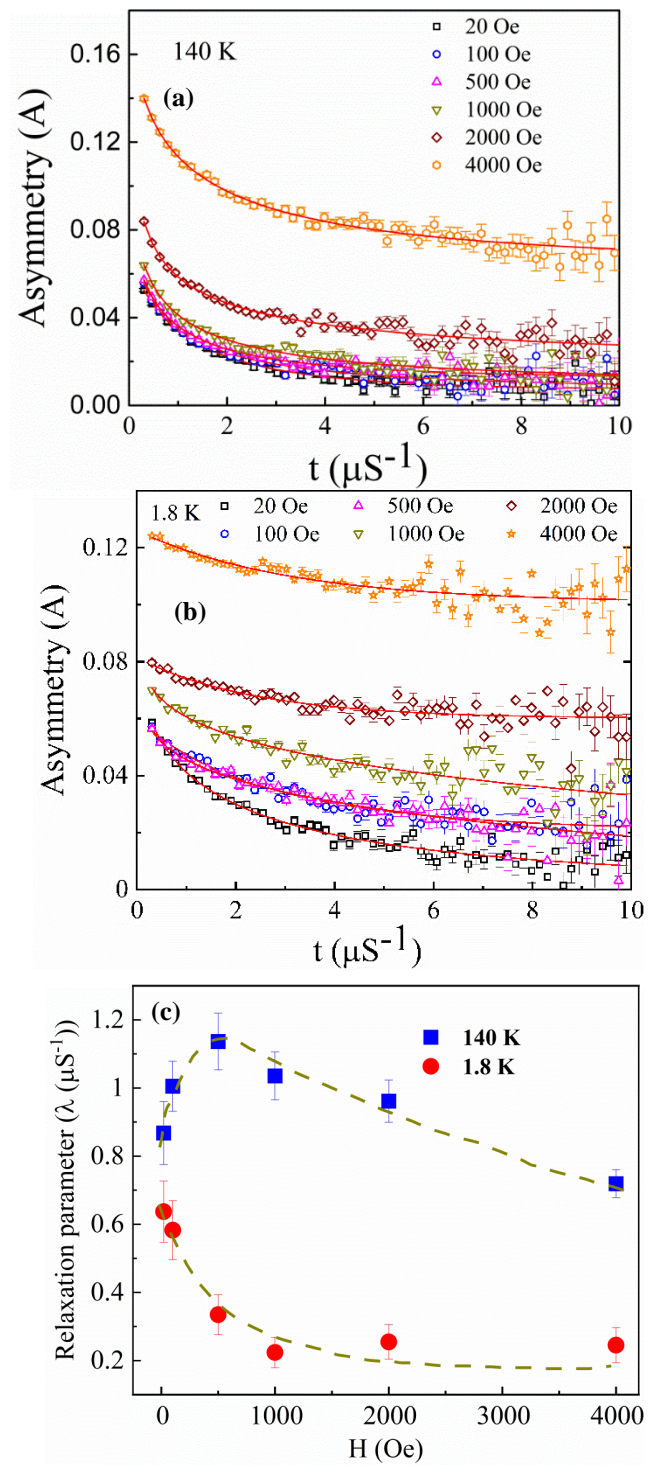 140 K
(a)
20 Oe
100 Oe
500 Oe
1000 Oe
2000 Oe
4000 Oe
0.16
0.12
0.08
0.04
0.00
Asymmetry (A)
0 2 4 6 8 10
t (μS⁻¹)
1.8 K
20 Oe 500 Oe 2000 Oe
100 Oe 1000 Oe 4000 Oe
(b)
0.12
0.08
0.04
0
Asymmetry (A)
0 2 4 6 8 10
t (μS⁻¹)
(c)
140 K
1.8 K
1.2
1
0.8
0.6
0.4
0.2
Relaxation parameter (λ (μS⁻¹))
0 1000 2000 3000 4000
H (Oe)